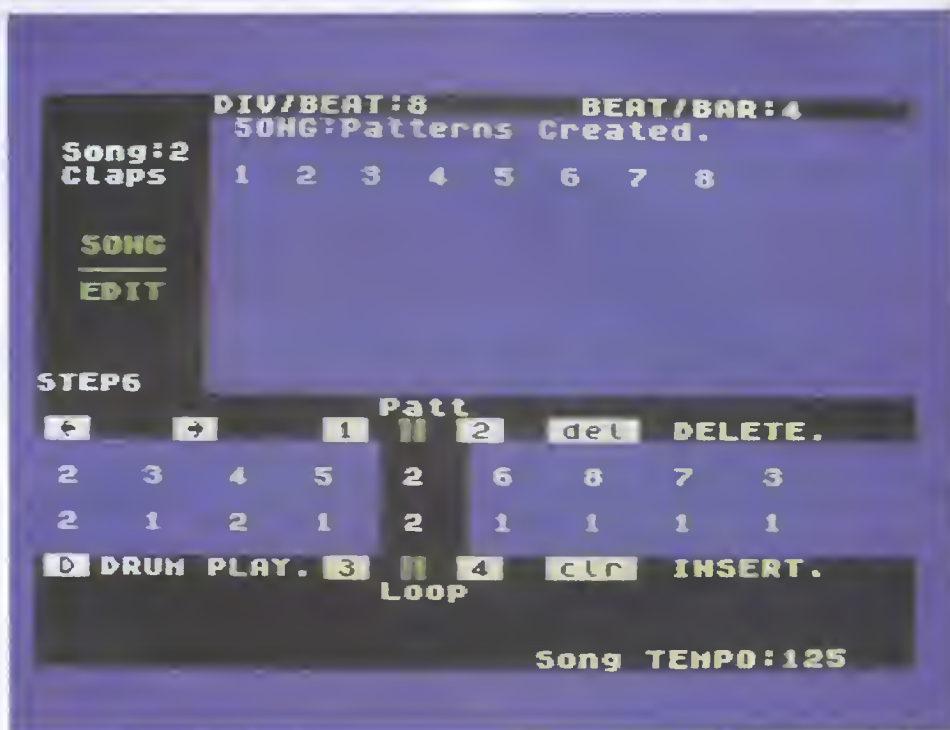 DIV/BEAT:8 BEAT/BAR:4
SONG:Patterns Created.
Song:2
Claps 1 2 3 4 5 6 7 8
SONG
EDIT
STEP6
Patt
← → 1 2 del DELETE.
2 3 4 5 2 6 8 7 3
2 1 2 1 2 1 1 1 1
D DRUM PLAY. 3 4 clr INSERT.
Loop
Song TEMPO:125